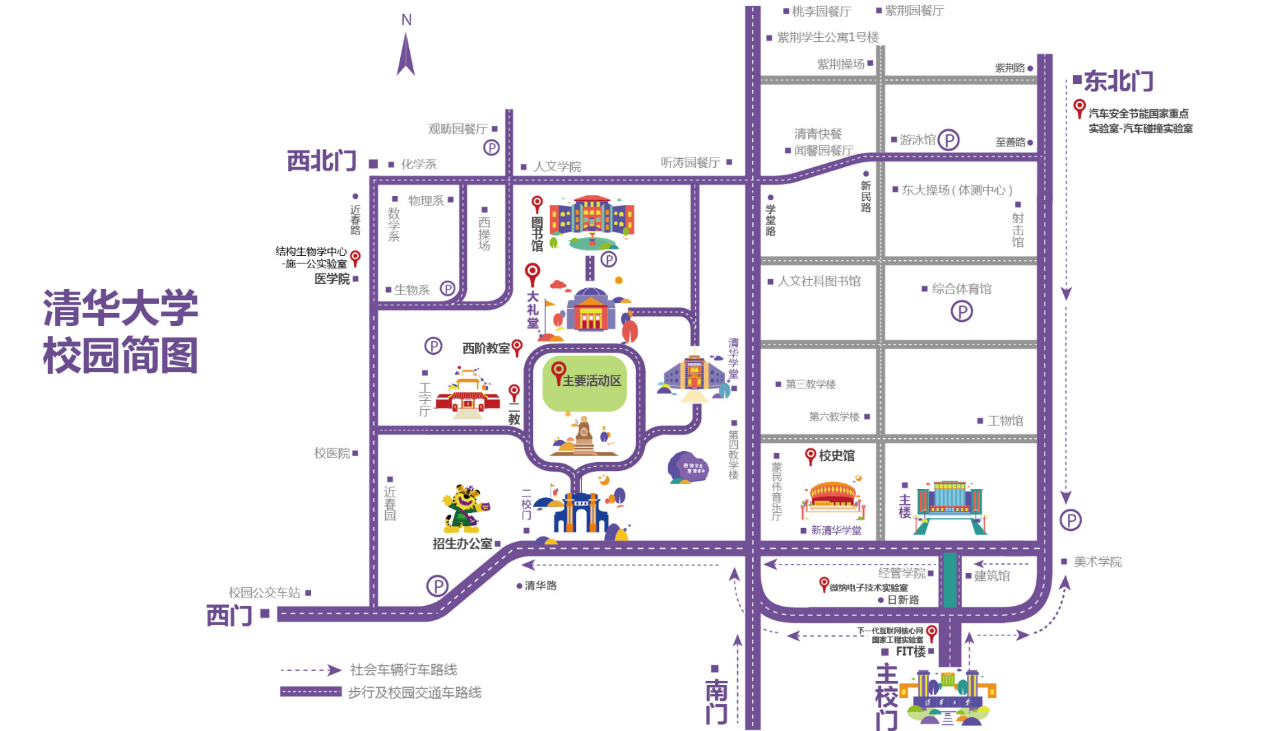 N
桃李园餐厅
紫荆园餐厅
紫荆学生公寓1号楼
紫荆操场
紫荆路
东北门
汽车安全节能国家重点
实验室-汽车碰撞实验室
观畴园餐厅
P
西北门
化学系
人文学院
听涛园餐厅
清青快餐
闻馨园餐厅
游泳馆
P
至善路
近春路
数学系
物理系
西操场
图书馆
P
学堂路
新民路
东大操场(体测中心)
射击馆
结构生物学中心
-施一公实验室
医学院
生物系
P
大礼堂
人文社科图书馆
综合体育馆
P
清华大学
校园简图
P
西阶教室
工字厅
二教
主要活动区
清华学堂
第三教学楼
第六教学楼
工物馆
校医院
近春园
第四教学楼
蒙民伟音乐厅
校史馆
新清华学堂
主楼
P
二校门
招生办公室
清华路
P
校园公交车站
西门
经管学院
建筑馆
美术学院
微纳电子技术实验室
日新路
下一代互联网核心网
国家工程实验室
FIT楼
主校门
清华大学
南门
社会车辆行车路线
步行及校园交通车路线